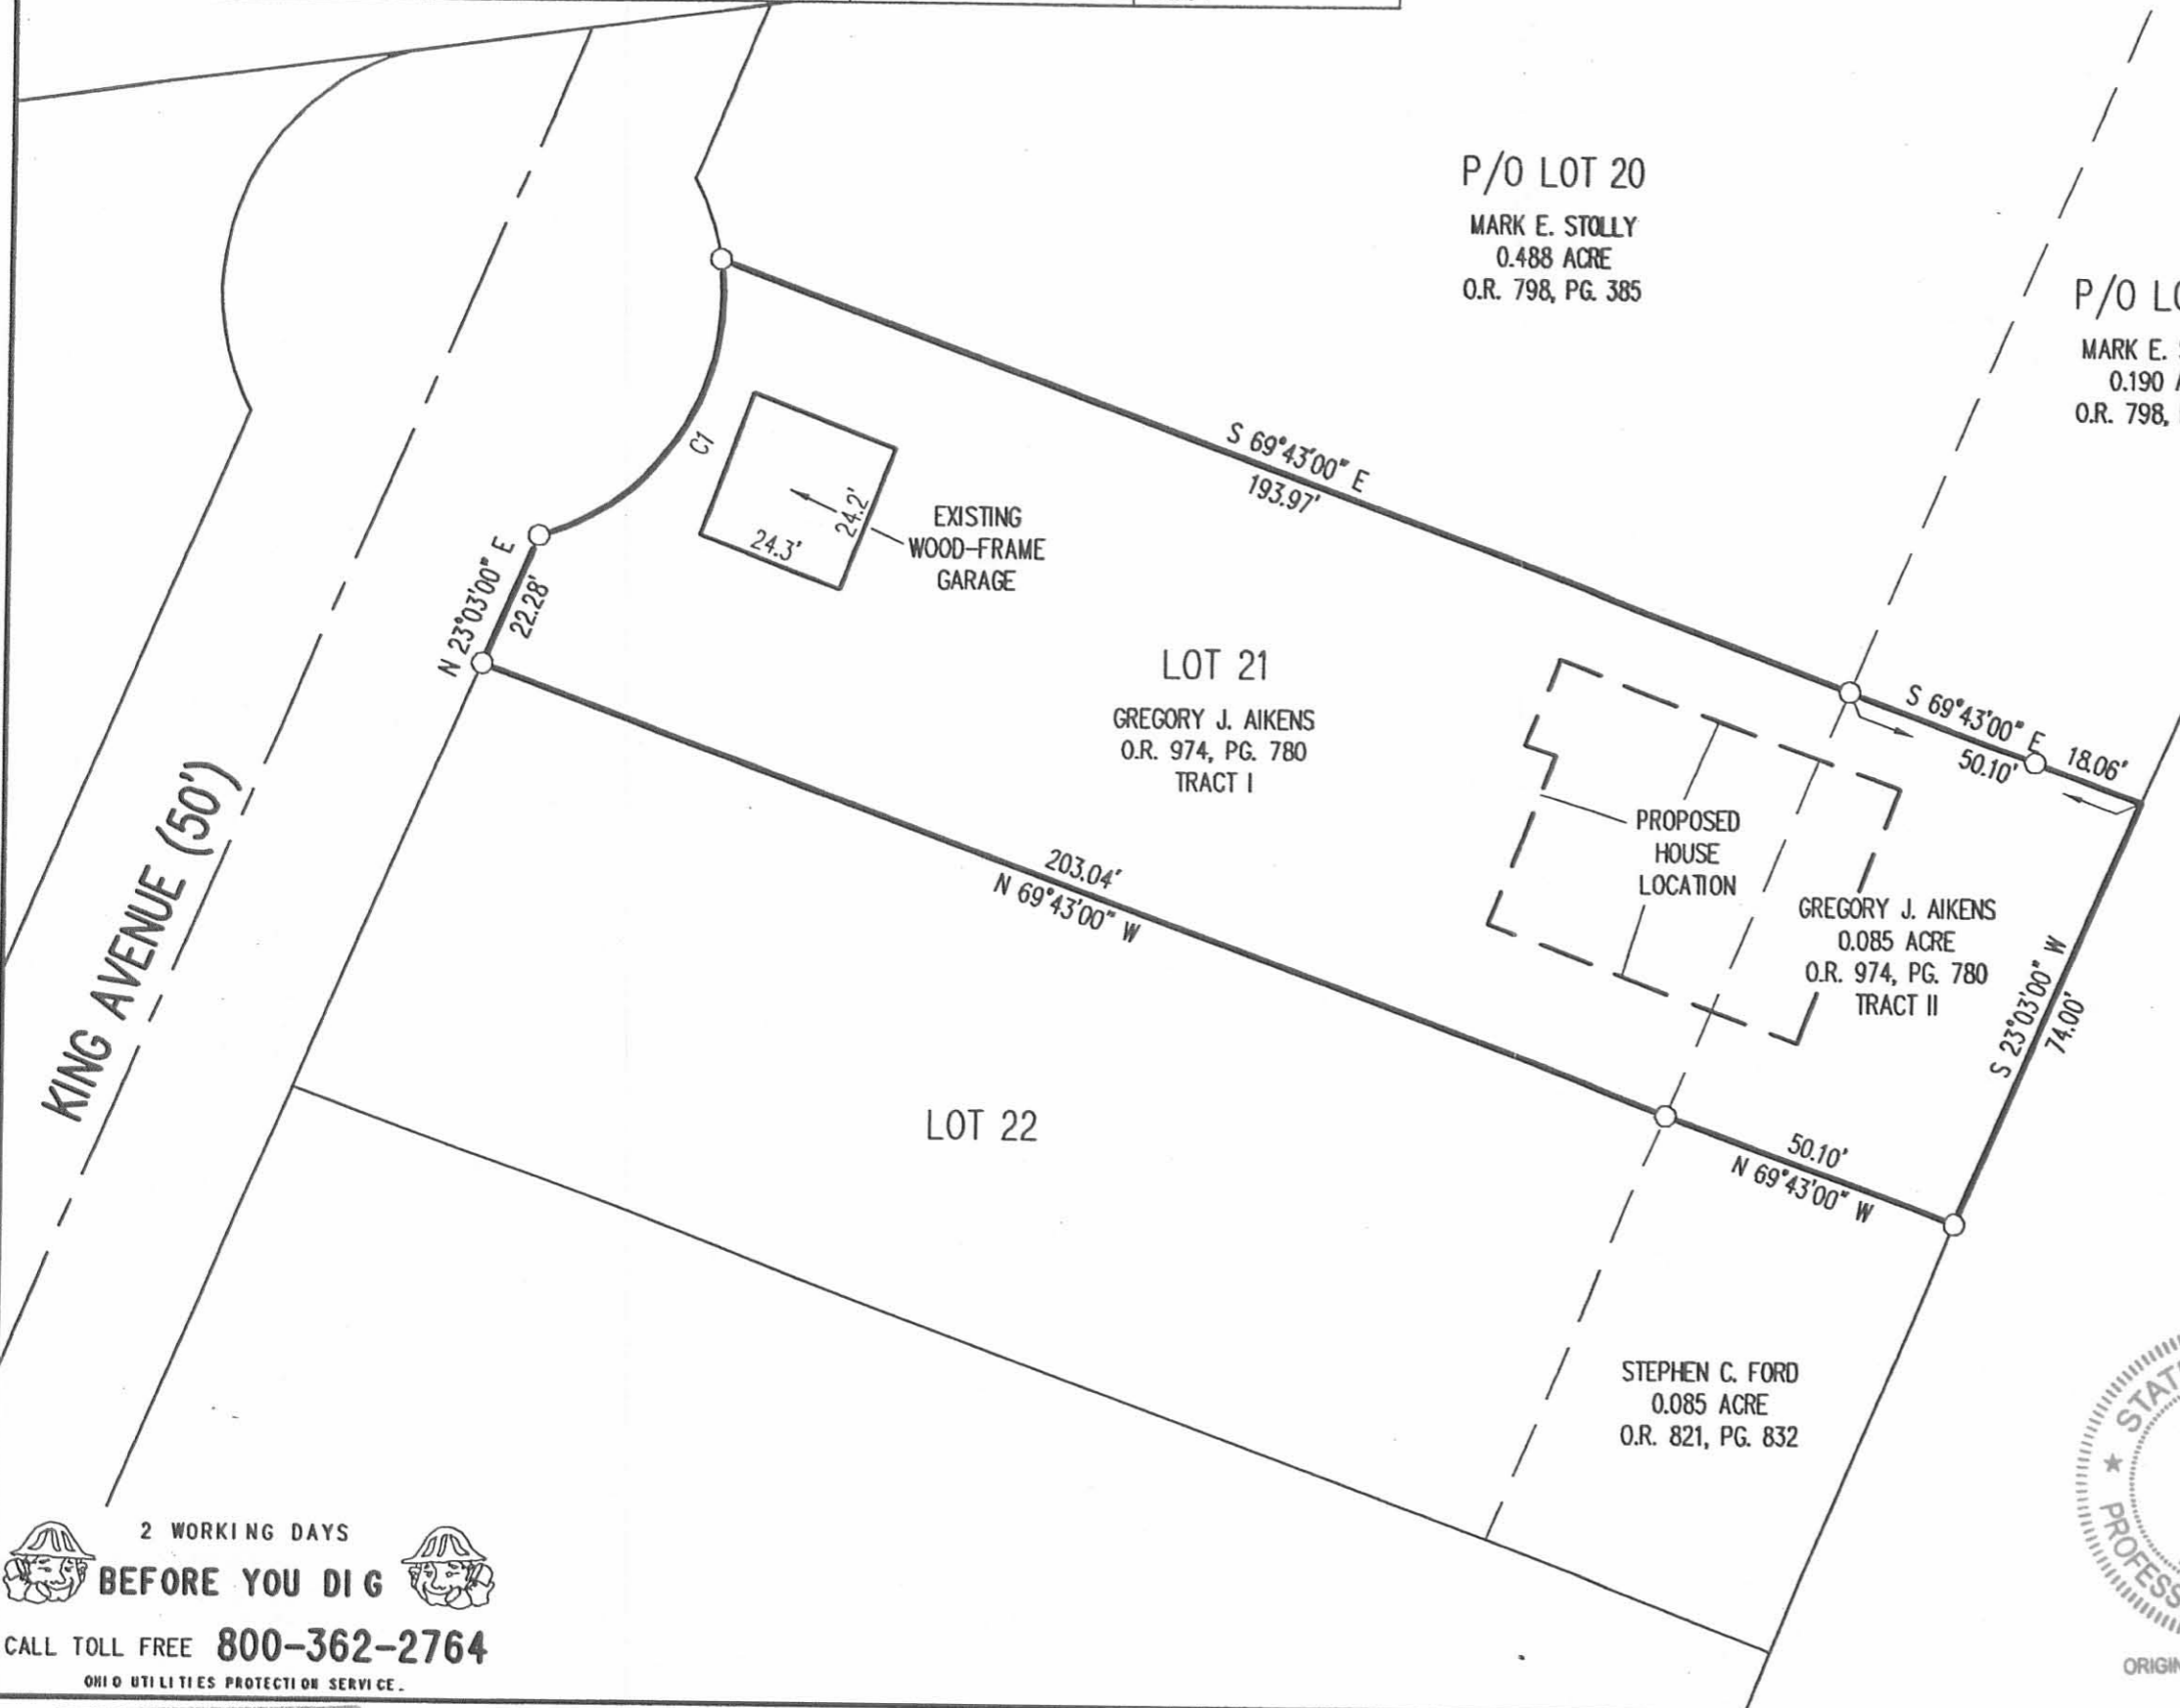 P/O LOT 20
MARK E. STOLLY
0.488 ACRE
O.R. 798, PG. 385
P/O
MARK E.
0.190
O.R. 798,
S 69°43'00" E
193.97'
C1
24.2'
24.3'
EXISTING
WOOD-FRAME
GARAGE
N 23°03'00" E
22.28'
LOT 21
GREGORY J. AIKENS
O.R. 974, PG. 780
TRACT I
S 69°43'00" E
50.10'
18.06'
PROPOSED
HOUSE
LOCATION
GREGORY J. AIKENS
0.085 ACRE
O.R. 974, PG. 780
TRACT II
S 23°03'00" W
74.00'
203.04'
N 69°43'00" W
KING AVENUE (50')
LOT 22
50.10'
N 69°43'00" W
STEPHEN C. FORD
0.085 ACRE
O.R. 821, PG. 832
2 WORKING DAYS
BEFORE YOU DIG
CALL TOLL FREE 800-362-2764
OHIO UTILITIES PROTECTION SERVICE.